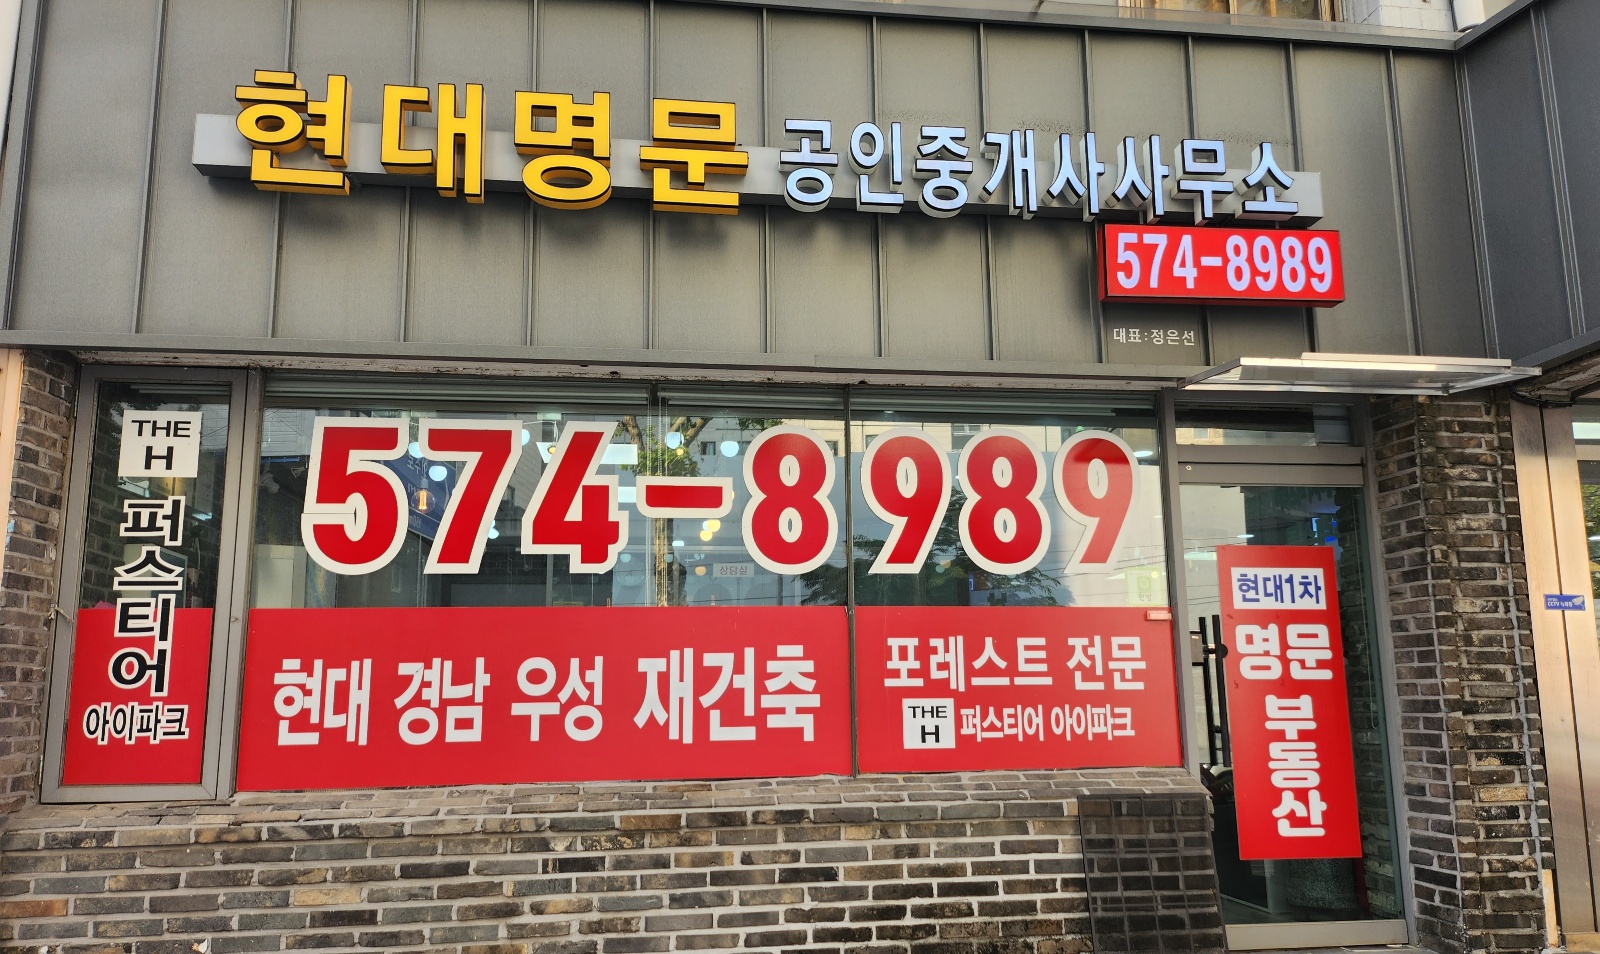 현대명문 공인중개사사무소
574-8989
대표:정은선
THE
H
퍼스티어
아이파크
574-8989
상담실
현대 경남 우성 재건축
포레스트 전문
THE
H
퍼스티어 아이파크
현대1차
명문
부동산